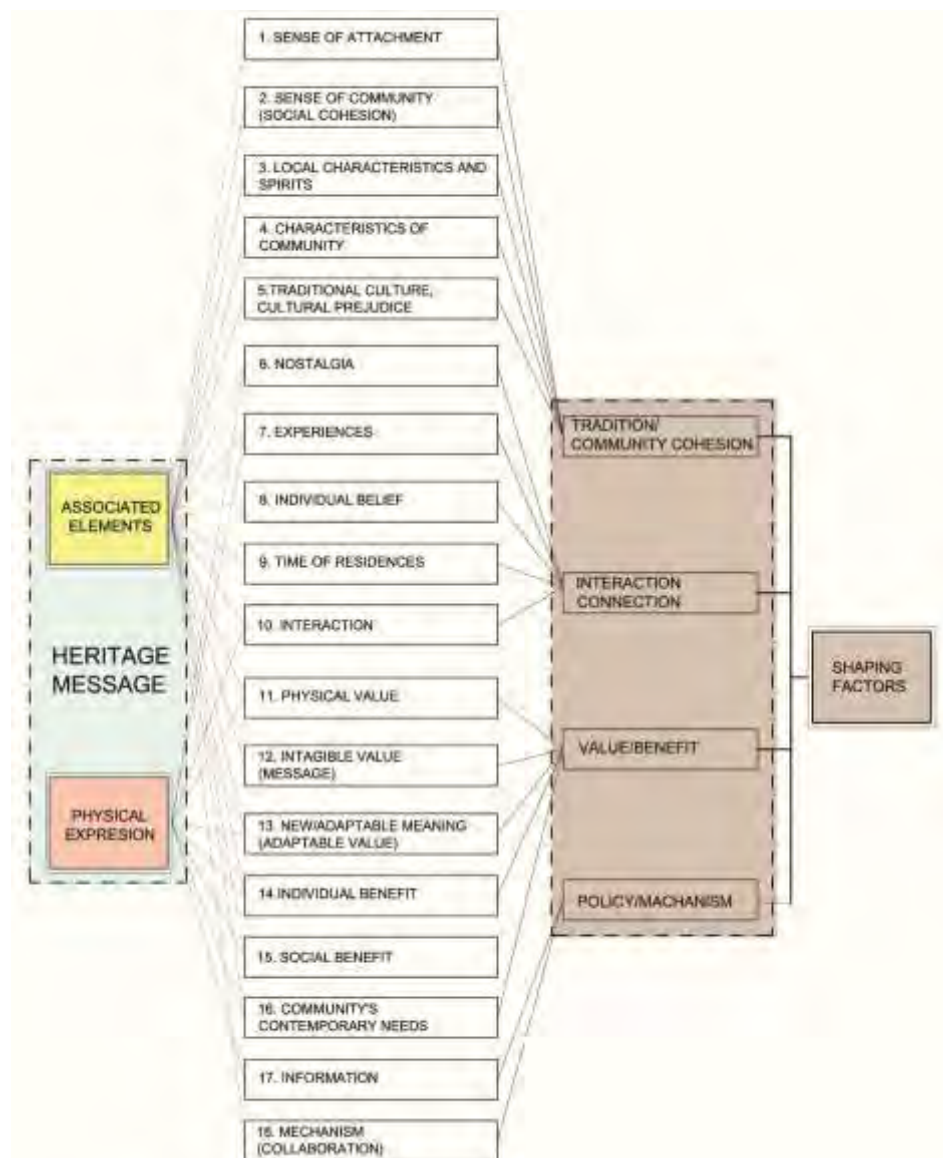 1. SENSE OF ATTACHMENT
2. SENSE OF COMMUNITY
(SOCIAL COHESION)
3. LOCAL CHARACTERISTICS AND
SPIRITS
4. CHARACTERISTICS OF
COMMUNITY
5.TRADITIONAL CULTURE,
CULTURAL PREJUDICE
6. NOSTALGIA
7. EXPERIENCES
8. INDIVIDUAL BELIEF
9. TIME OF RESIDENCES
10. INTERACTION
11. PHYSICAL VALUE
12. INTAGIBLE VALUE
(MESSAGE)
13. NEW/ADAPTABLE MEANING
(ADAPTABLE VALUE)
14.INDIVIDUAL BENEFIT
15. SOCIAL BENEFIT
16. COMMUNITY'S
CONTEMPORARY NEEDS
17. INFORMATION
18. MECHANISM
(COLLABORATION)
ASSOCIATED
ELEMENTS
HERITAGE
MESSAGE
PHYSICAL
EXPRESION
TRADITION/
COMMUNITY COHESION
INTERACTION
CONNECTION
VALUE/BENEFIT
POLICY/MACHANISM
SHAPING
FACTORS